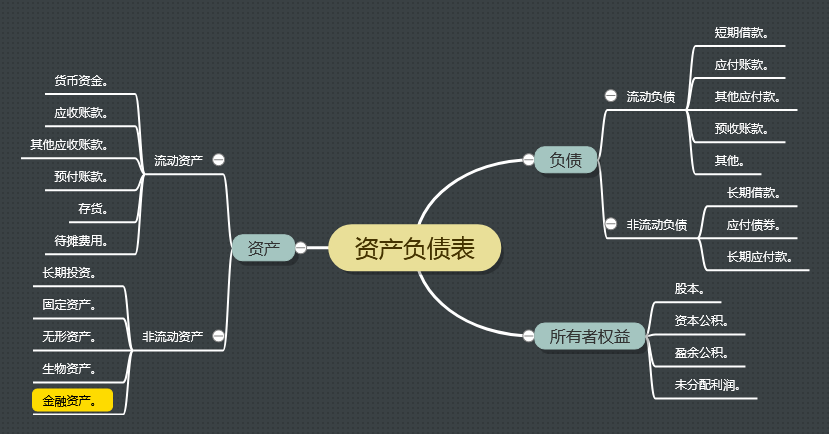 资产负债表
资产
流动资产
货币资金。
应收账款。
其他应收账款。
预付账款。
存货。
待摊费用。
非流动资产
长期投资。
固定资产。
无形资产。
生物资产。
金融资产。
负债
流动负债
短期借款。
应付账款。
其他应付款。
预收账款。
其他。
非流动负债
长期借款。
应付债券。
长期应付款。
所有者权益
股本。
资本公积。
盈余公积。
未分配利润。